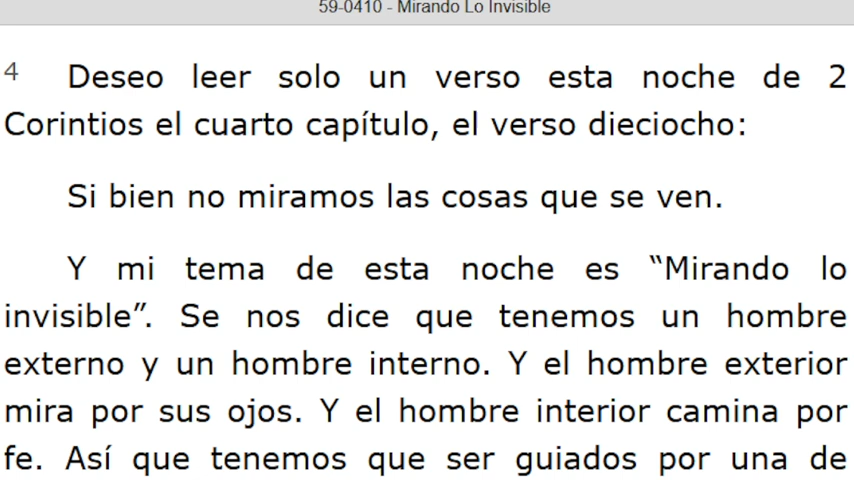 59-0410 - Mirando Lo Invisible
4 Deseo leer solo un verso esta noche de 2
Corintios el cuarto capítulo, el verso dieciocho:
Si bien no miramos las cosas que se ven.
Y mi tema de esta noche es “Mirando lo
invisible”. Se nos dice que tenemos un hombre
externo y un hombre interno. Y el hombre exterior
mira por sus ojos. Y el hombre interior camina por
fe. Así que tenemos que ser guiados por una de